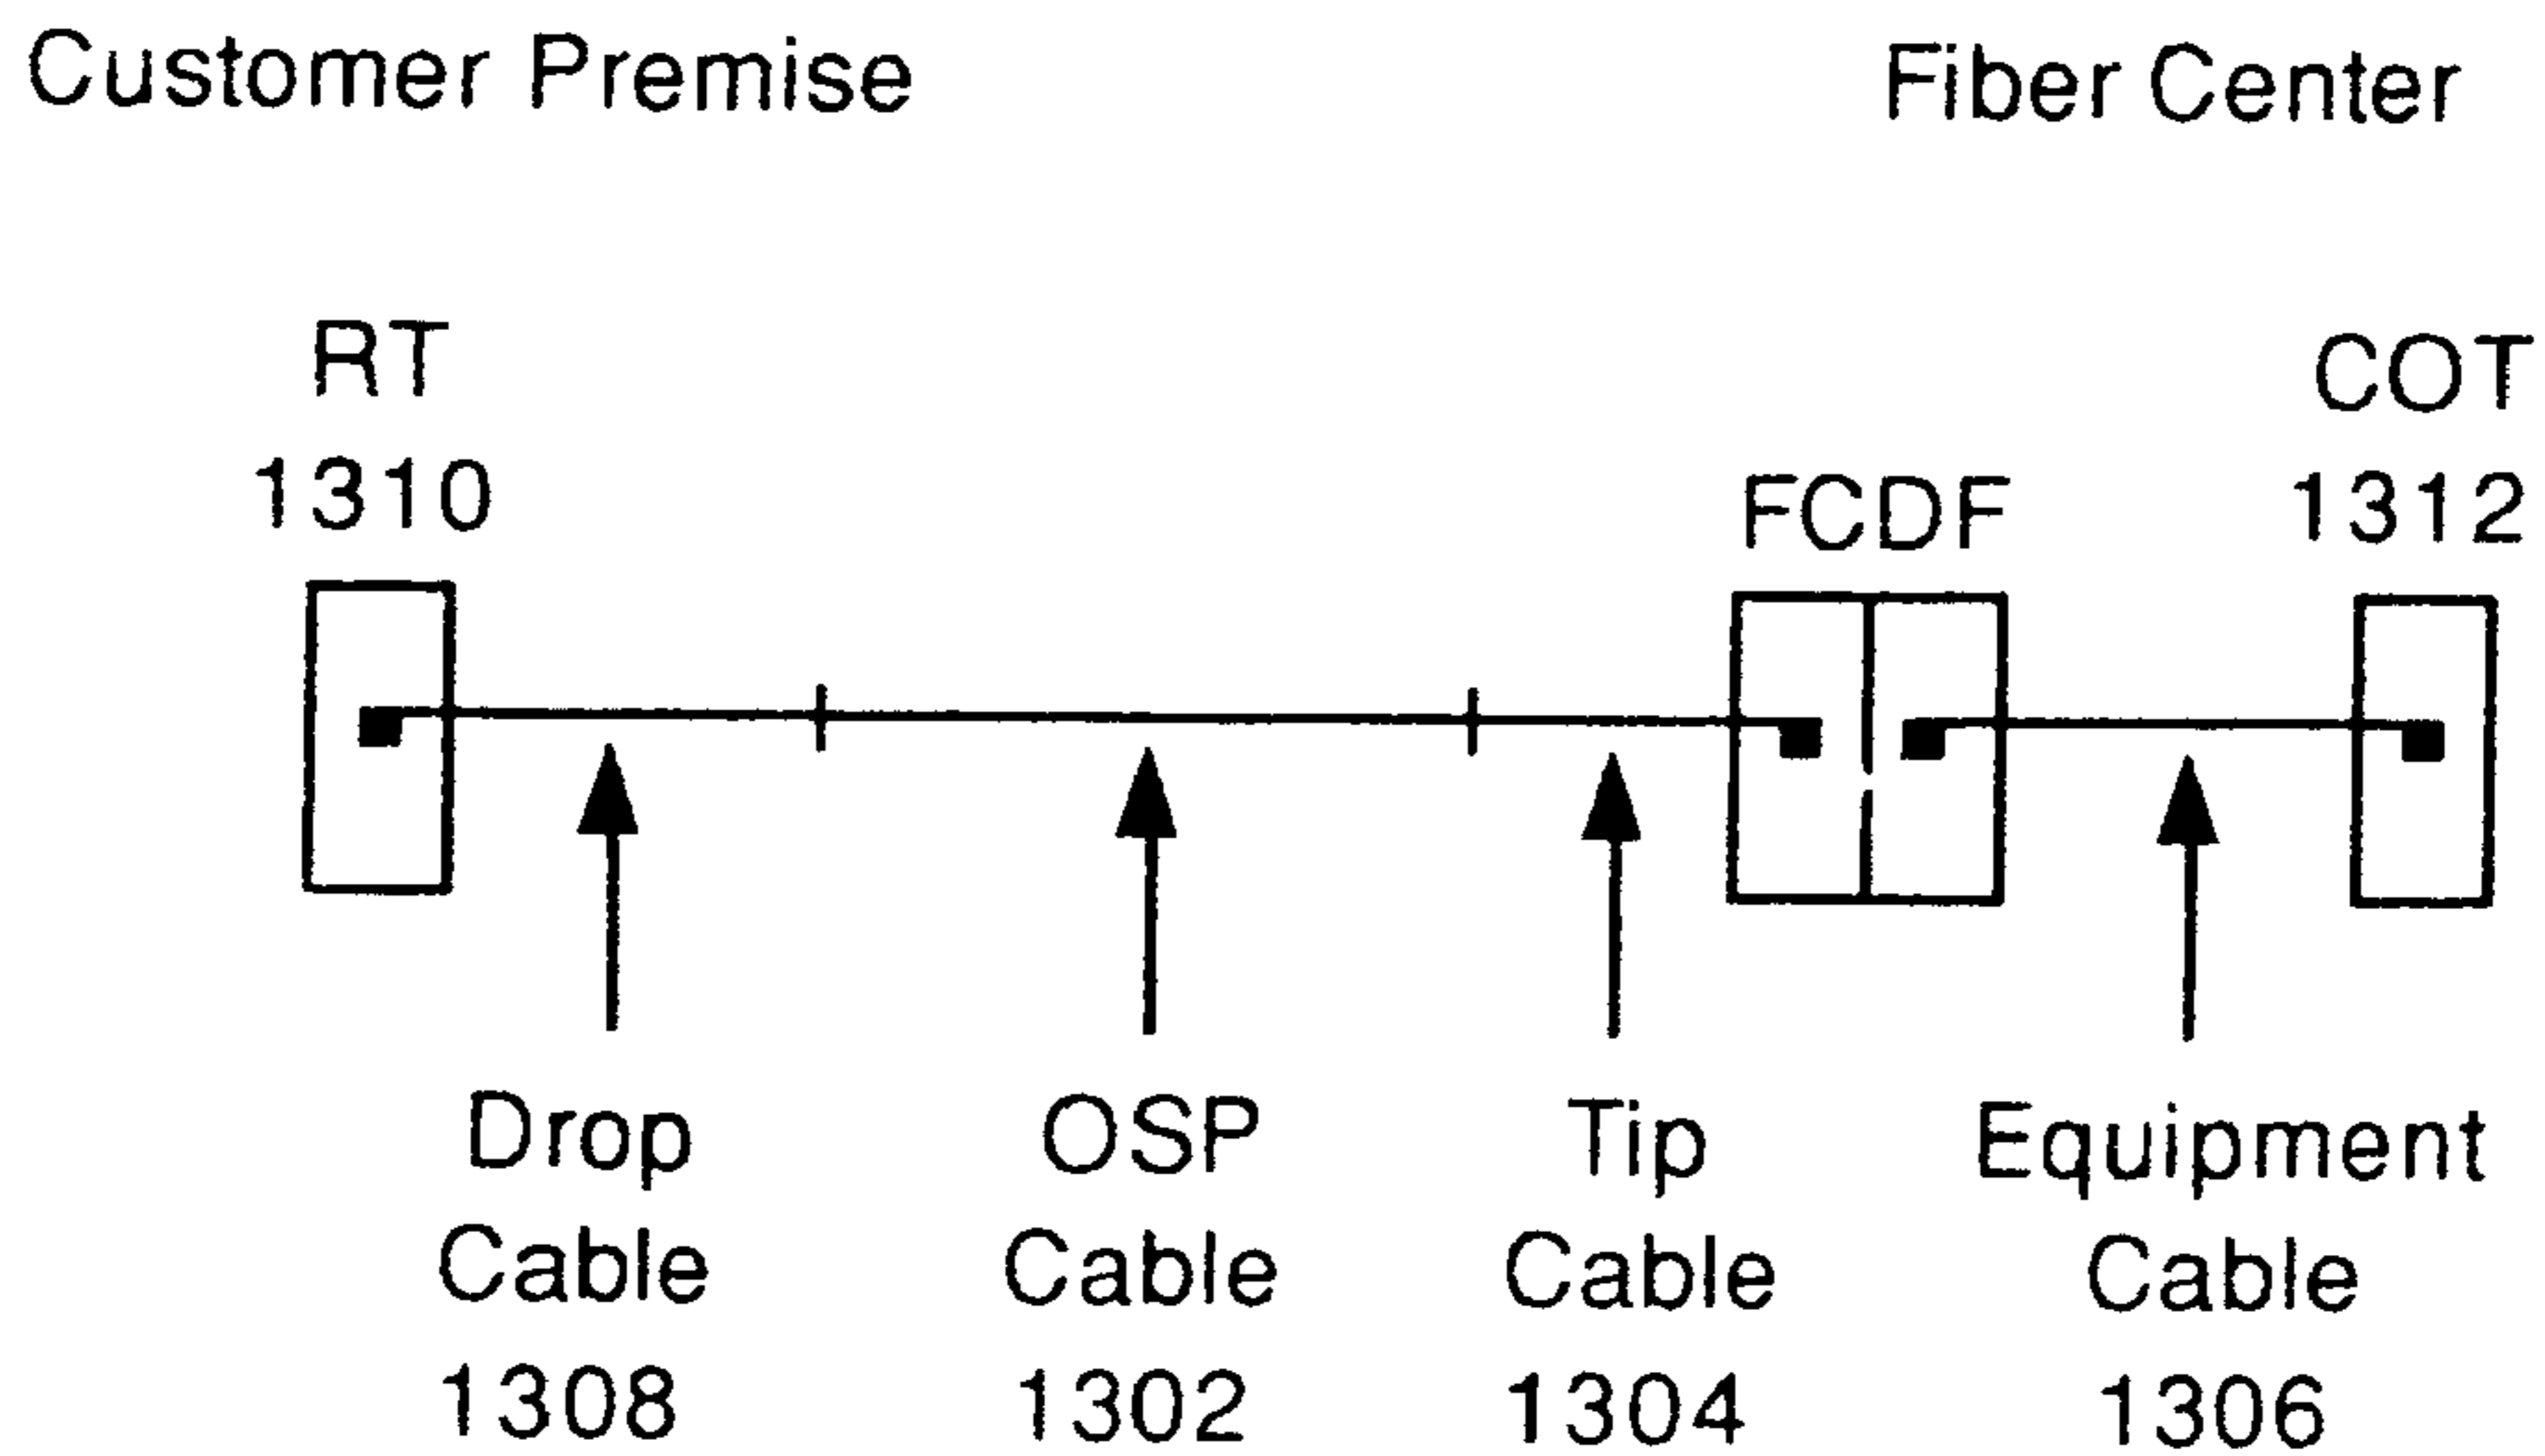 Customer Premise
Fiber Center
RT
1310
FCDF
COT
1312
Drop
Cable
1308
OSP
Cable
1302
Tip
Cable
1304
Equipment
Cable
1306